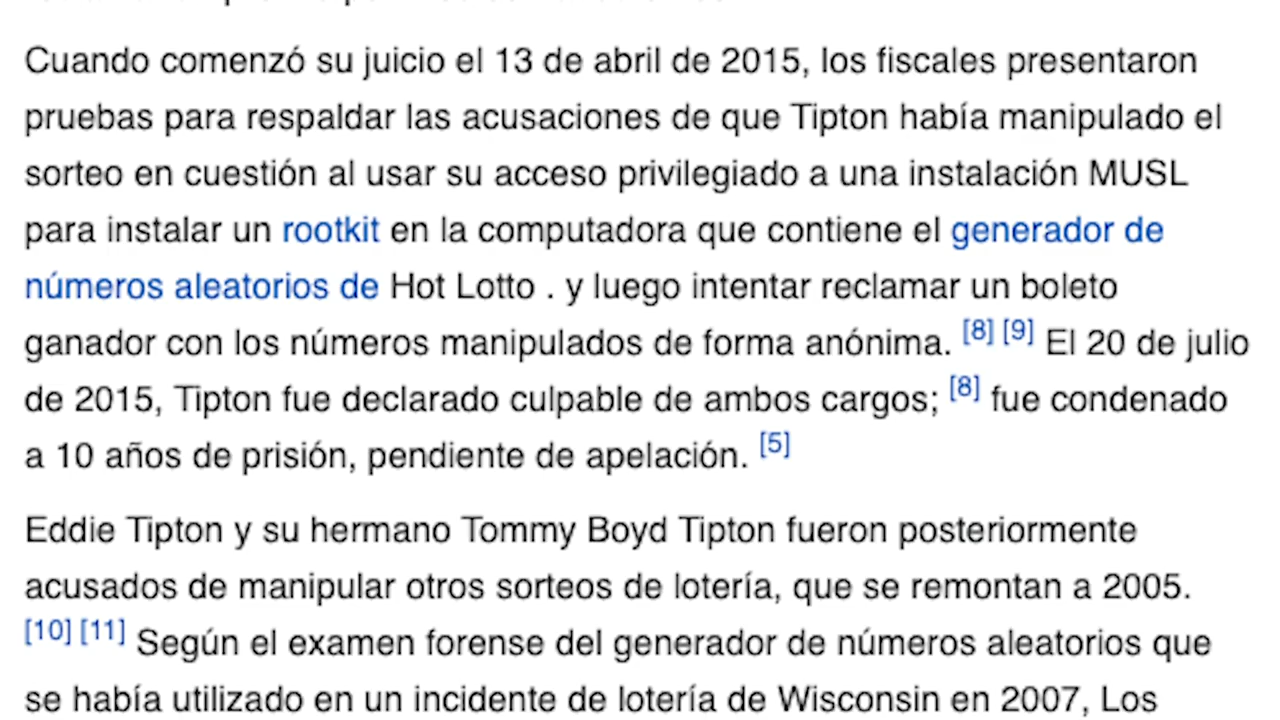 Cuando comenzó su juicio el 13 de abril de 2015, los fiscales presentaron
pruebas para respaldar las acusaciones de que Tipton había manipulado el
sorteo en cuestión al usar su acceso privilegiado a una instalación MUSL
para instalar un rootkit en la computadora que contiene el generador de
números aleatorios de Hot Lotto . y luego intentar reclamar un boleto
ganador con los números manipulados de forma anónima. [8] [9] El 20 de julio
de 2015, Tipton fue declarado culpable de ambos cargos; [8] fue condenado
a 10 años de prisión, pendiente de apelación. [5]
Eddie Tipton y su hermano Tommy Boyd Tipton fueron posteriormente
acusados de manipular otros sorteos de lotería, que se remontan a 2005.
[10] [11] Según el examen forense del generador de números aleatorios que
se había utilizado en un incidente de lotería de Wisconsin en 2007, Los